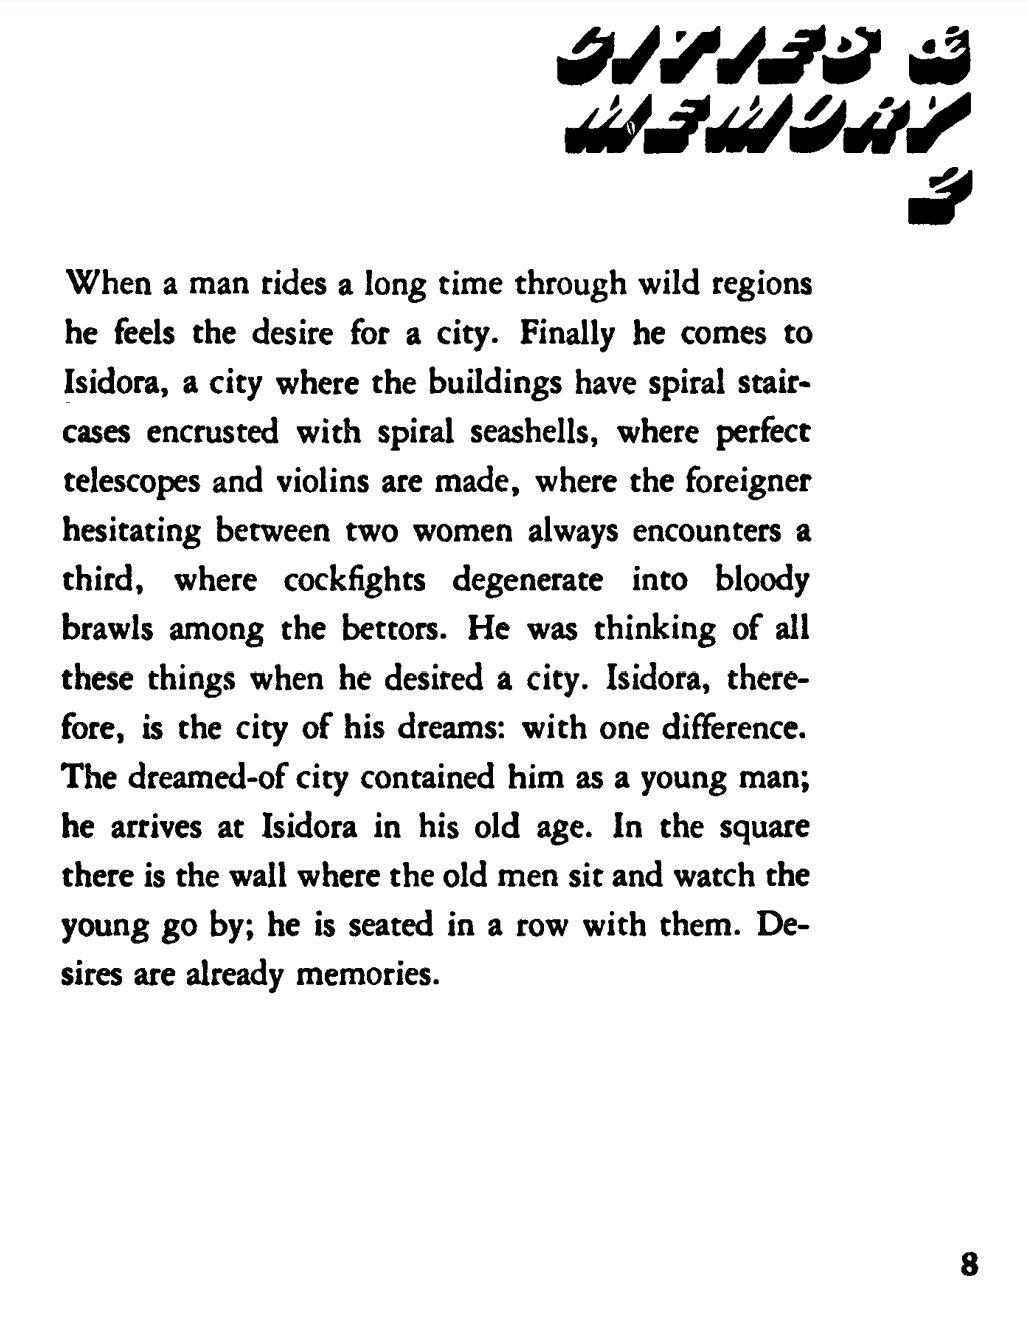 CITIES &
MEMORY
2
When a man rides a long time through wild regions
he feels the desire for a city. Finally he comes to
Isidora, a city where the buildings have spiral stair-
cases encrusted with spiral seashells, where perfect
telescopes and violins are made, where the foreigner
hesitating between two women always encounters a
third, where cockfights degenerate into bloody
brawls among the bettors. He was thinking of all
these things when he desired a city. Isidora, there-
fore, is the city of his dreams: with one difference.
The dreamed-of city contained him as a young man;
he arrives at Isidora in his old age. In the square
there is the wall where the old men sit and watch the
young go by; he is seated in a row with them. De-
sires are already memories.
8